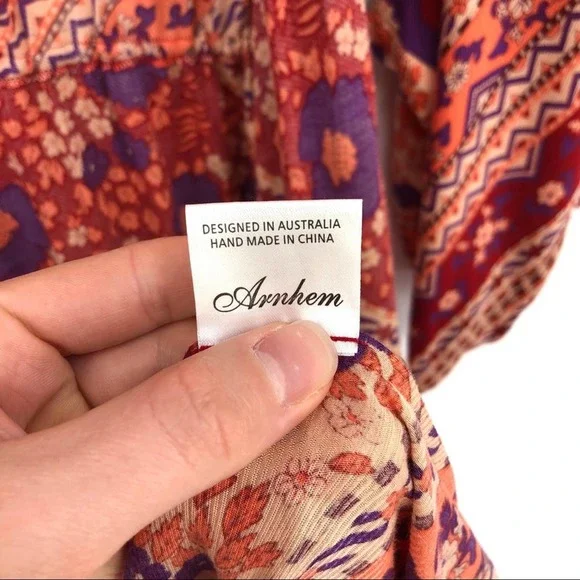 DESIGNED IN AUSTRALIA
HAND MADE IN CHINA
Arnhem